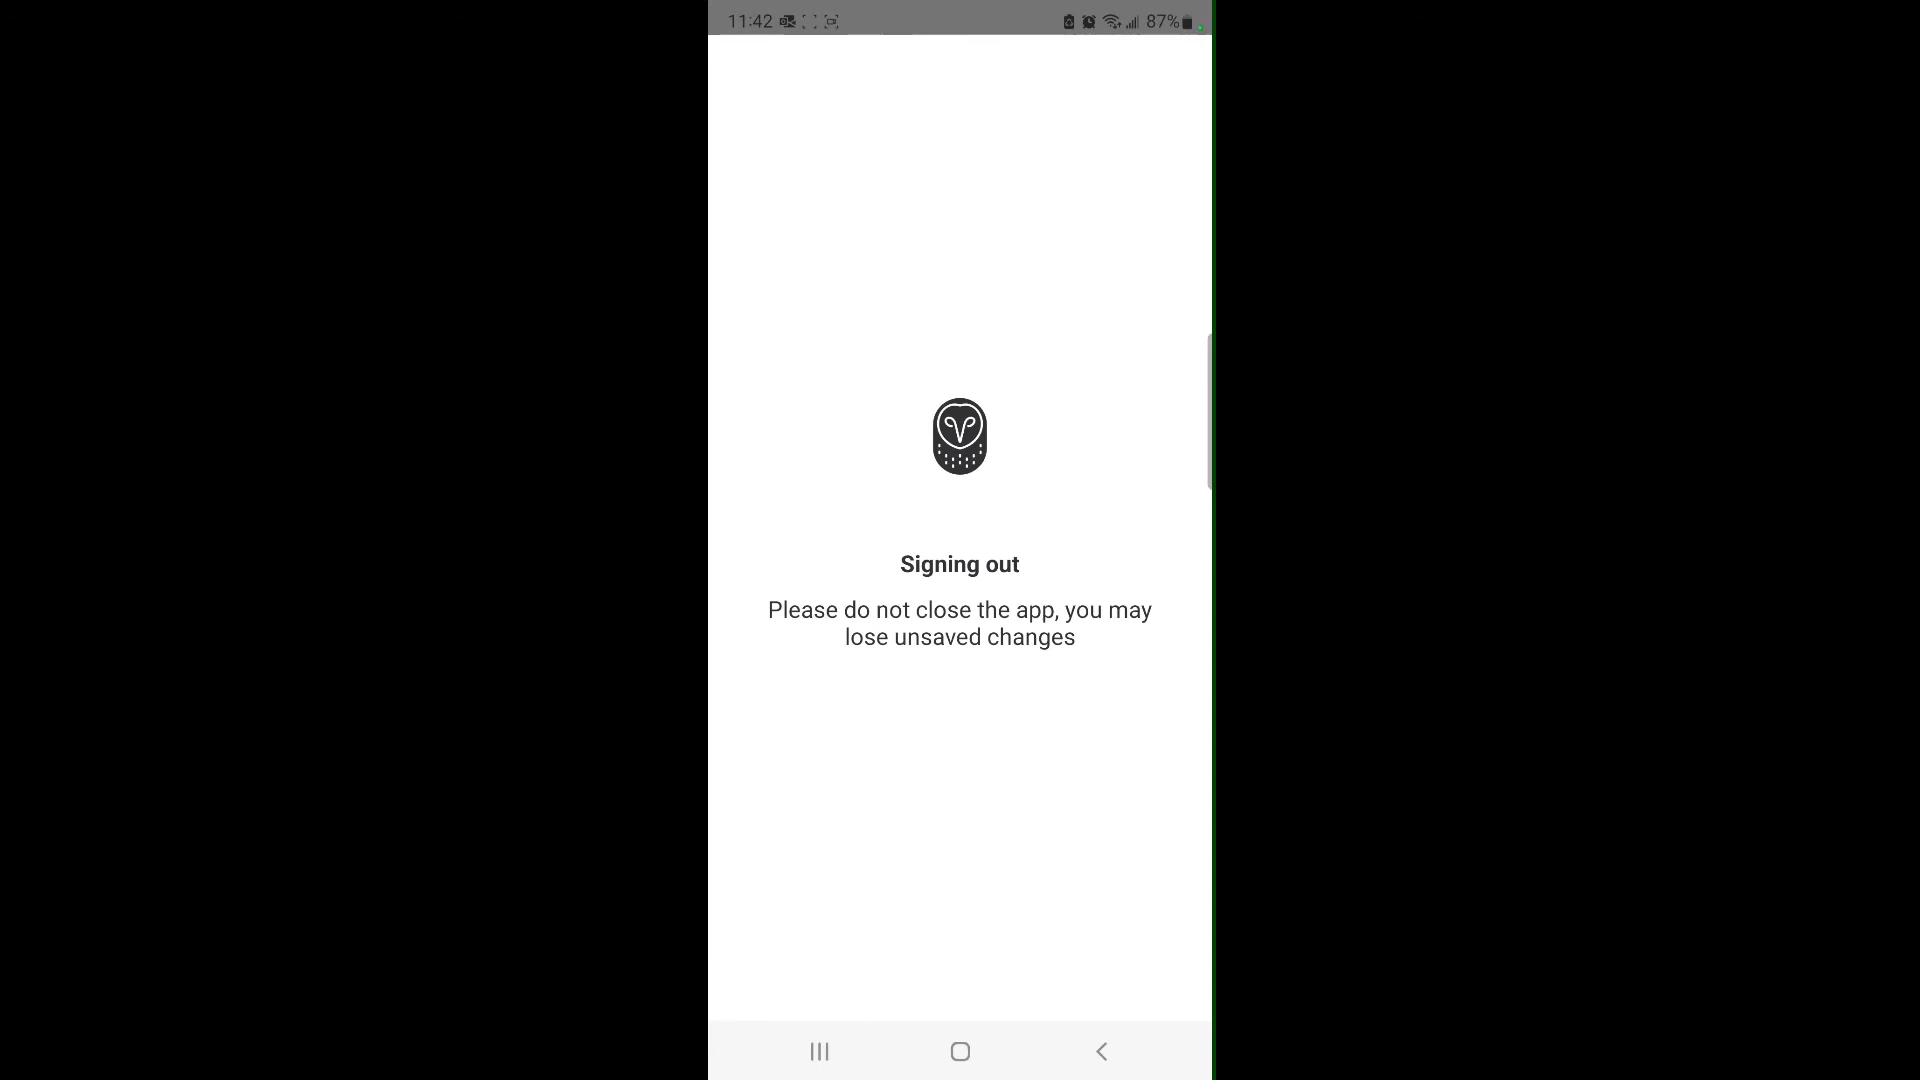 11:42 87%
Signing out
Please do not close the app, you may
lose unsaved changes